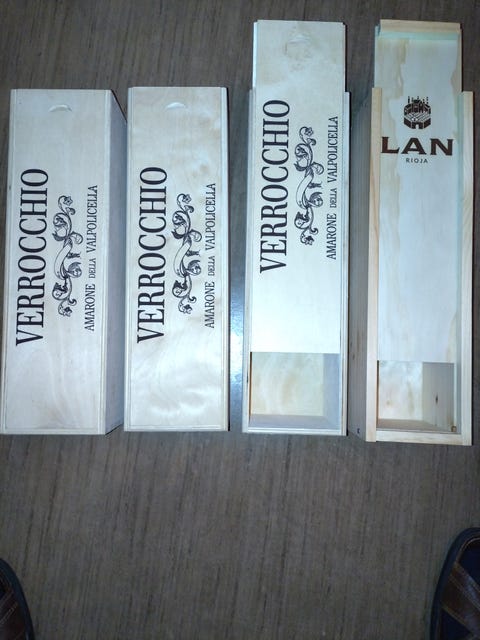 VERROCCHIO
AMARONE DELLA VALPOLICELLA
VERROCCHIO
AMARONE DELLA VALPOLICELLA
VERROCCHIO
AMARONE DELLA VALPOLICELLA
LAN
RIOJA